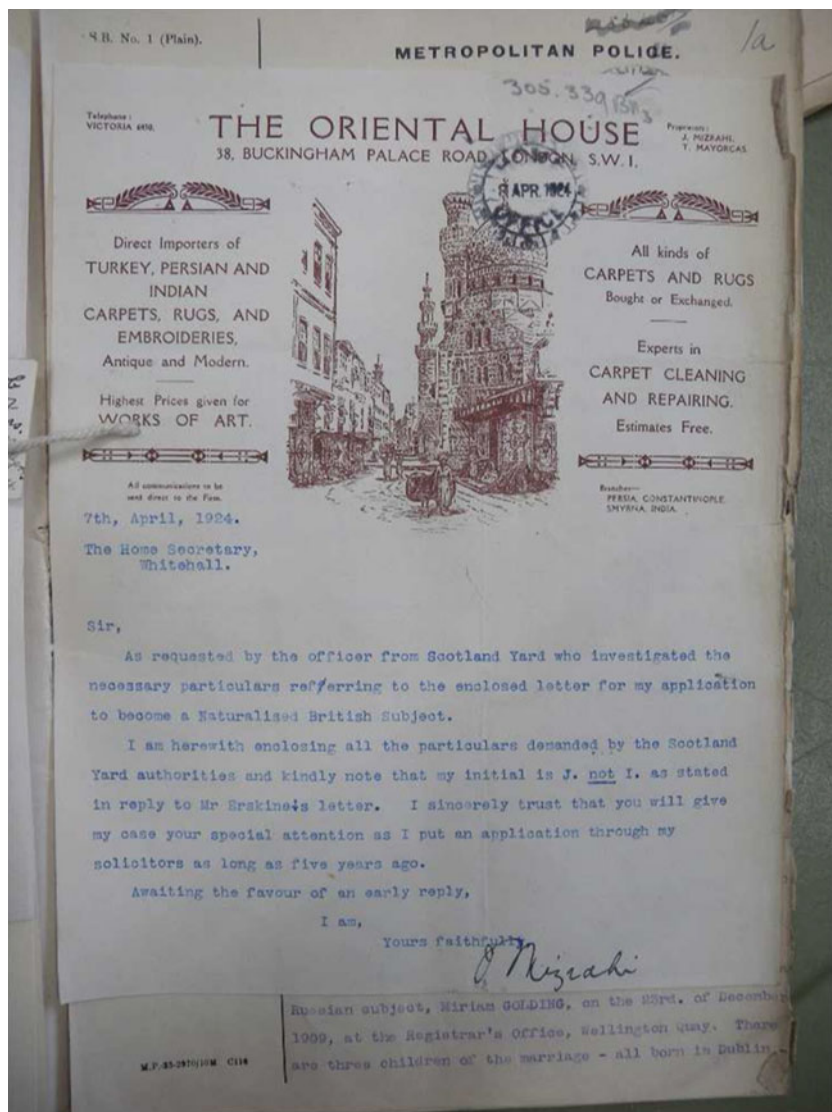 S.B. No. 1 (Plain).
METROPOLITAN POLICE.
1a
305.339
Telephone:
VICTORIA
THE ORIENTAL HOUSE
38, BUCKINGHAM PALACE ROAD, LONDON, S.W.1.
Proprietors:
J. MIZRAHI.
T. MAYORCAS.
8 APR. 1924
OFFICE
Direct Importers of
TURKEY, PERSIAN AND
INDIAN
CARPETS, RUGS, AND
EMBROIDERIES,
Antique and Modern.
Highest Prices given for
WORKS OF ART.
All communications to be
sent direct to the Firm.
All kinds of
CARPETS AND RUGS
Bought or Exchanged.
Experts in
CARPET CLEANING
AND REPAIRING.
Estimates Free.
Branches—
PERSIA, CONSTANTINOPLE
SMYRNA, INDIA.
7th, April, 1924.
The Home Secretary,
Whitehall.
Sir,
As requested by the officer from Scotland Yard who investigated the
necessary particulars refferring to the enclosed letter for my application
to become a Naturalised British Subject.
I am herewith enclosing all the particulars demanded by the Scotland
Yard authorities and kindly note that my initial is J. not I. as stated
in reply to Mr Erskine's letter. I sincerely trust that you will give
my case your special attention as I put an application through my
solicitors as long as five years ago.
Awaiting the favour of an early reply,
I am,
Yours faithfully,
J Mizrahi
Russian subject, Miriam GOLDING, on the 23rd. of December
1909, at the Registrar's Office, Wellington Quay. There
are three children of the marriage - all born in Dublin,